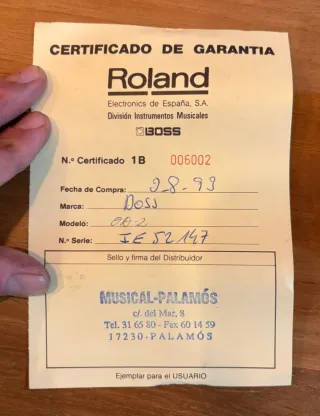 CERTIFICADO DE GARANTIA
Roland
Electronics de España, S.A.
División Instrumentos Musicales
BOSS
N.º Certificado 1B 006002
Fecha de Compra: 2-8-93
Marca: Boss
Modeló:
N.º Serie: IE52147
Sello y firma del Distribuidor
MUSICAL-PALAMÓS
c/. del Mar, 8
Tel. 31 65 80 - Fax 60 14 59
17230-PALAMÓS
Ejemplar para el USUARIO